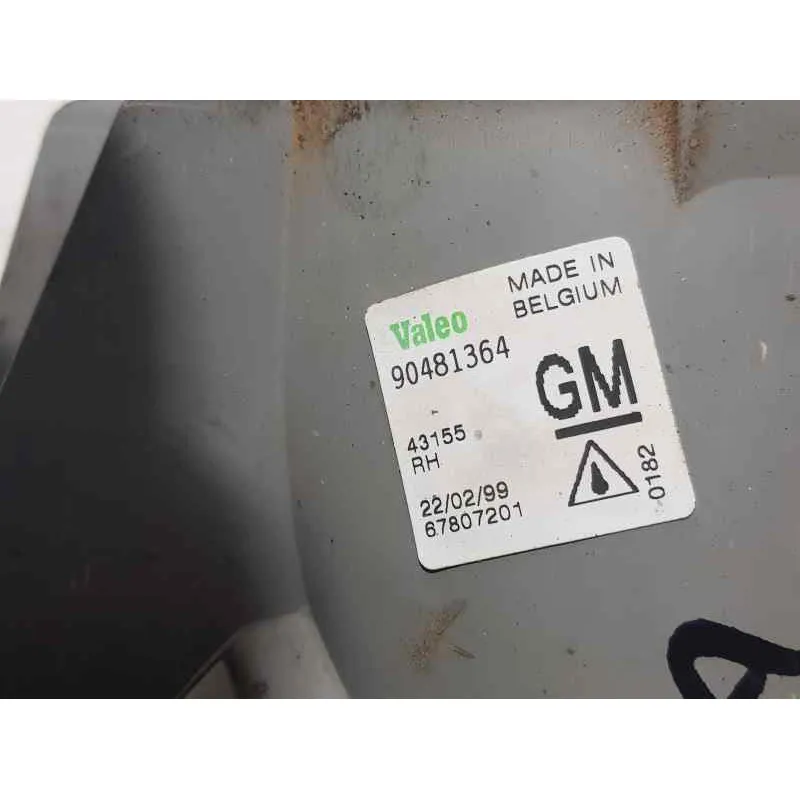 MADE IN
BELGIUM
Valeo
90481364
GM
43155
RH
0182
22/02/99
67807201